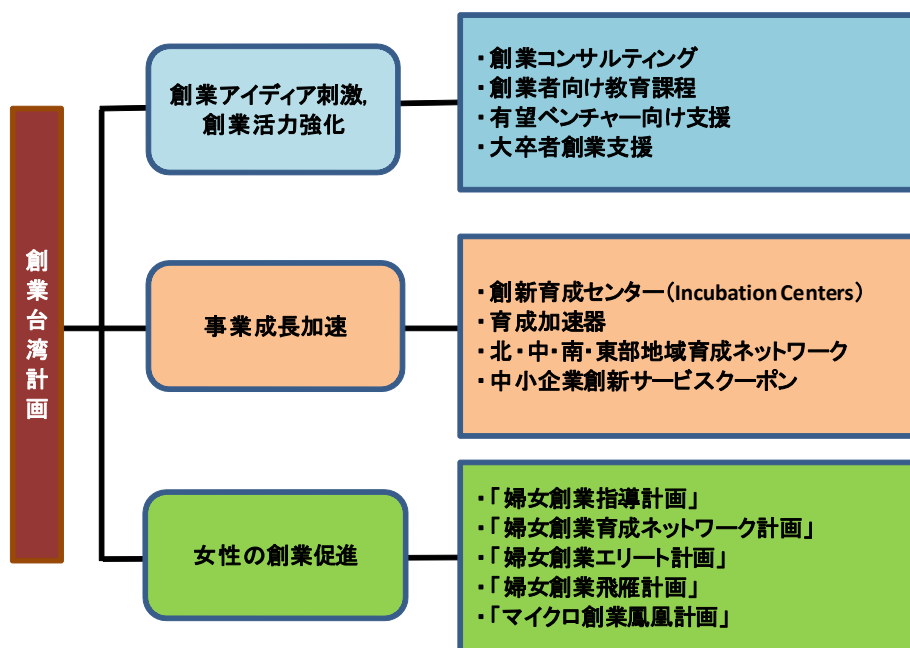 創業台湾計画
創業アイディア刺激,
創業活力強化
・創業コンサルティング
・創業者向け教育課程
・有望ベンチャー向け支援
・大卒者創業支援
事業成長加速
・創新育成センター（Incubation Centers）
・育成加速器
・北・中・南・東部地域育成ネットワーク
・中小企業創新サービスクーポン
女性の創業促進
・「婦女創業指導計画」
・「婦女創業育成ネットワーク計画」
・「婦女創業エリート計画」
・「婦女創業飛雁計画」
・「マイクロ創業鳳凰計画」